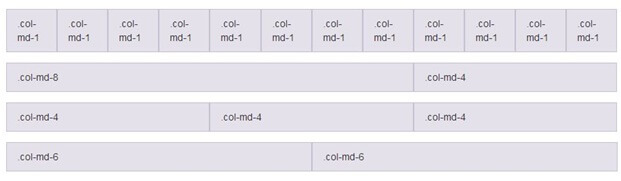 .col- .col- .col- .col- .col- .col- .col- .col- .col- .col- .col- .col-
md-1 md-1 md-1 md-1 md-1 md-1 md-1 md-1 md-1 md-1 md-1 md-1
.col-md-8 .col-md-4
.col-md-4 .col-md-4 .col-md-4
.col-md-6 .col-md-6